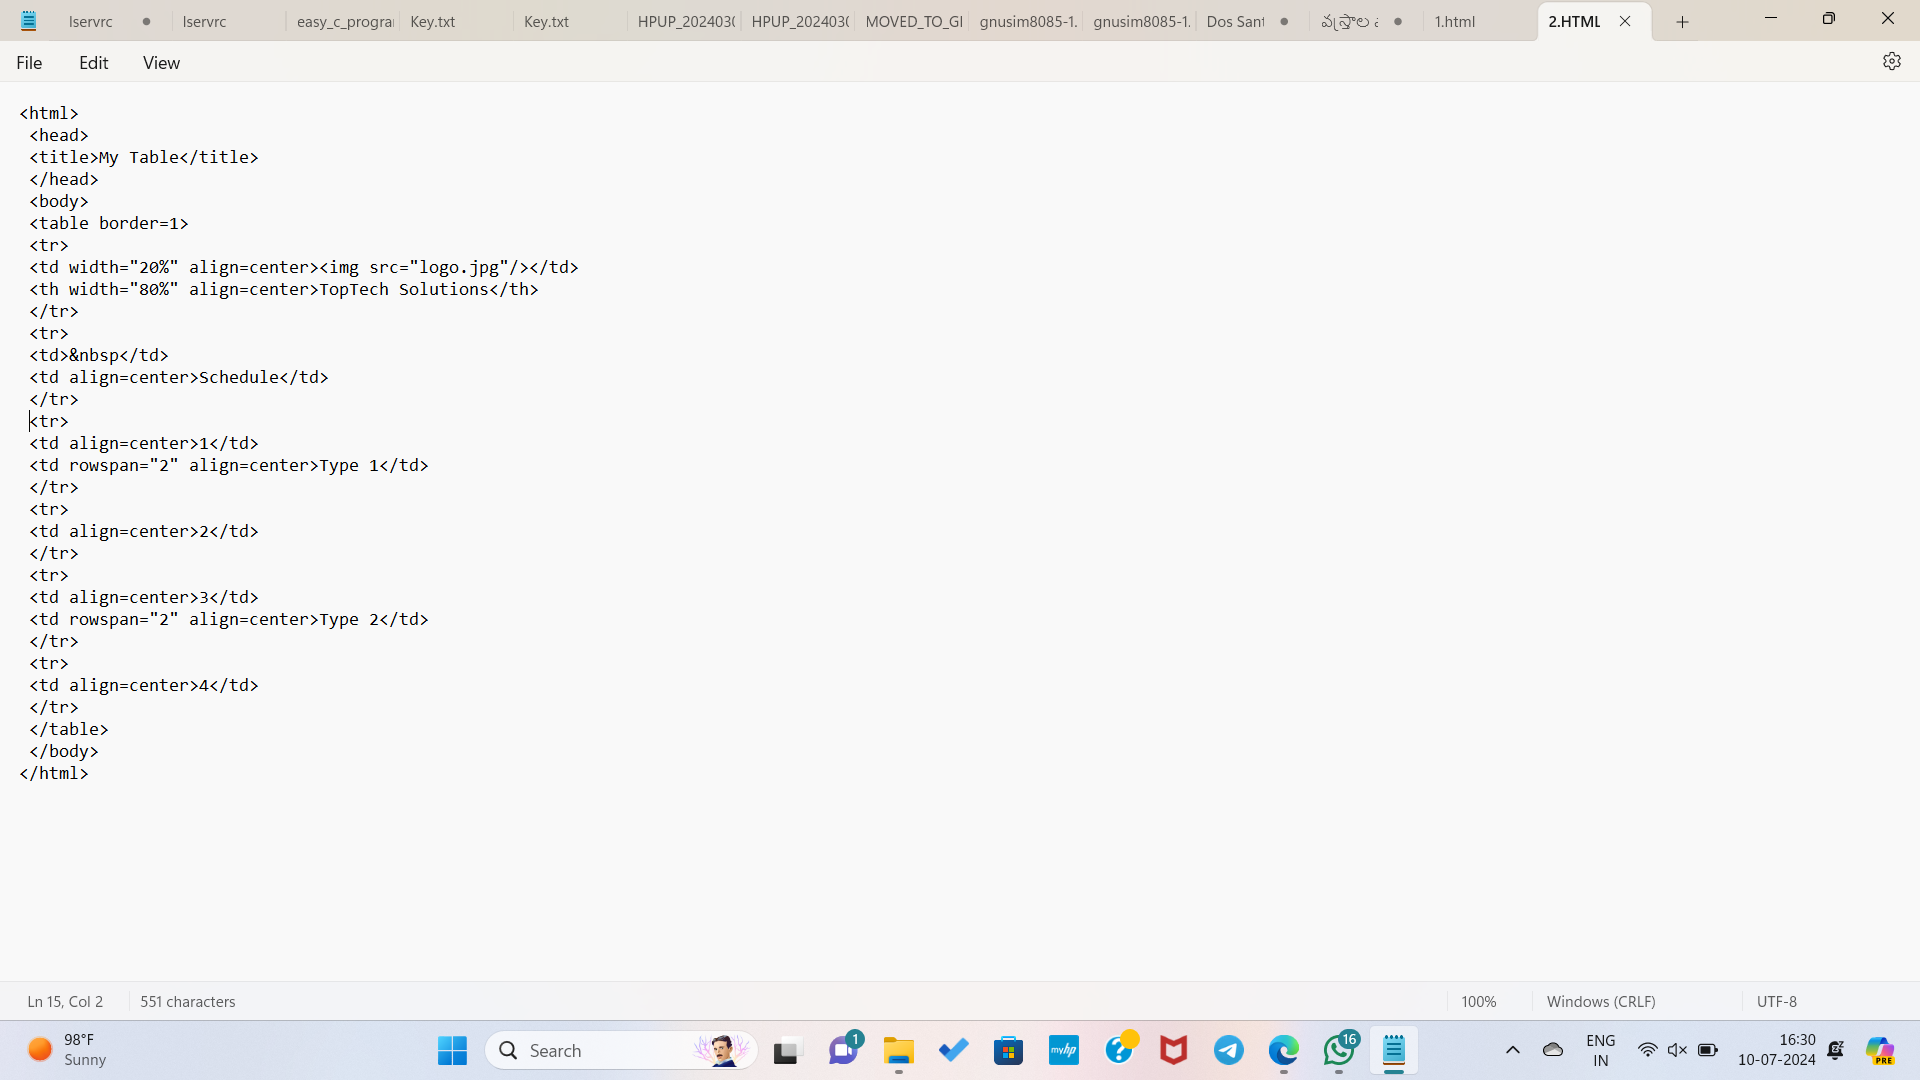 lservrc
lservrc
easy_c_prograi
Key.txt
Key.txt
HPUP_202403(
HPUP_202403(
MOVED_TO_GI
gnusim8085-1.
gnusim8085-1.
Dos Sant
వస్త్రాల
1.html
2.HTML
File Edit View
<html>
<head>
<title>My Table</title>
</head>
<body>
<table border=1>
<tr>
<td width="20%" align=center><img src="logo.jpg"/></td>
<th width="80%" align=center>TopTech Solutions</th>
</tr>
<tr>
<td>&nbsp</td>
<td align=center>Schedule</td>
</tr>
<tr>
<td align=center>1</td>
<td rowspan="2" align=center>Type 1</td>
</tr>
<tr>
<td align=center>2</td>
</tr>
<tr>
<td align=center>3</td>
<td rowspan="2" align=center>Type 2</td>
</tr>
<tr>
<td align=center>4</td>
</tr>
</table>
</body>
</html>
Ln 15, Col 2
551 characters
100%
Windows (CRLF)
UTF-8
98°F
Sunny
Search
1
myhp
16
ENG
IN
16:30
10-07-2024
PRE